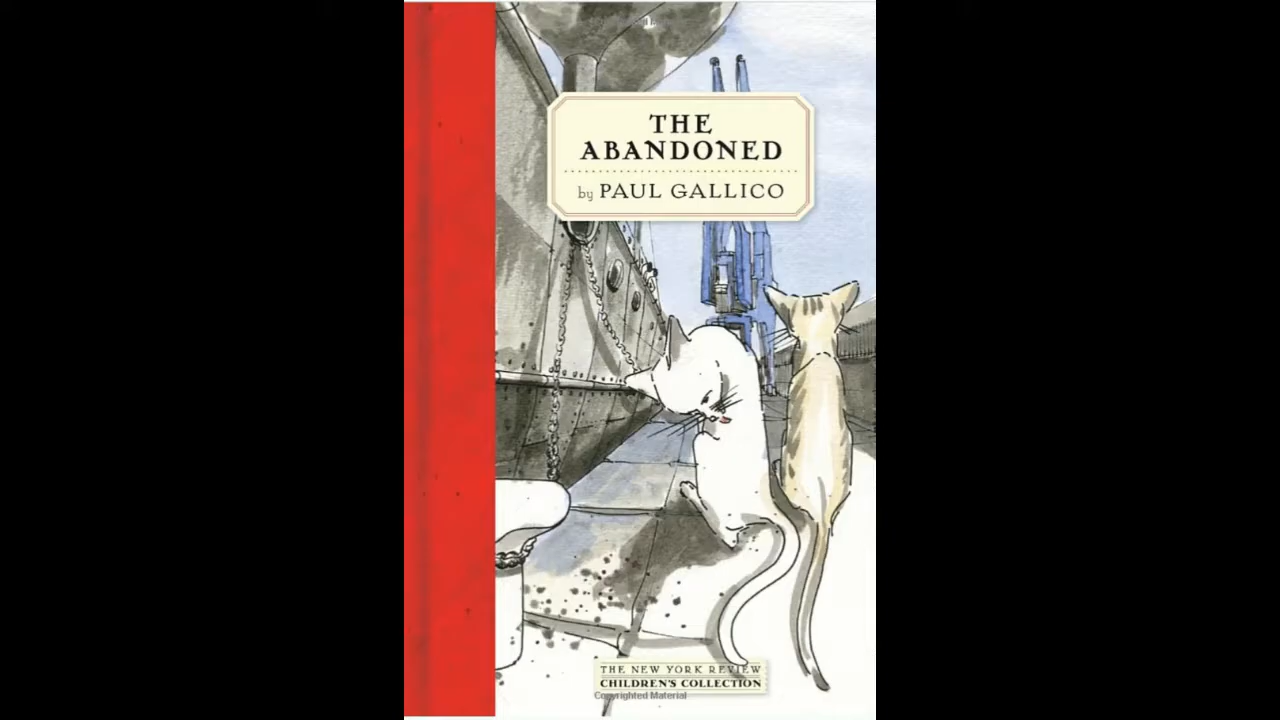 THE
ABANDONED
by PAUL GALLICO
THE NEW YORK REVIEW
CHILDREN'S COLLECTION
Copyrighted Material